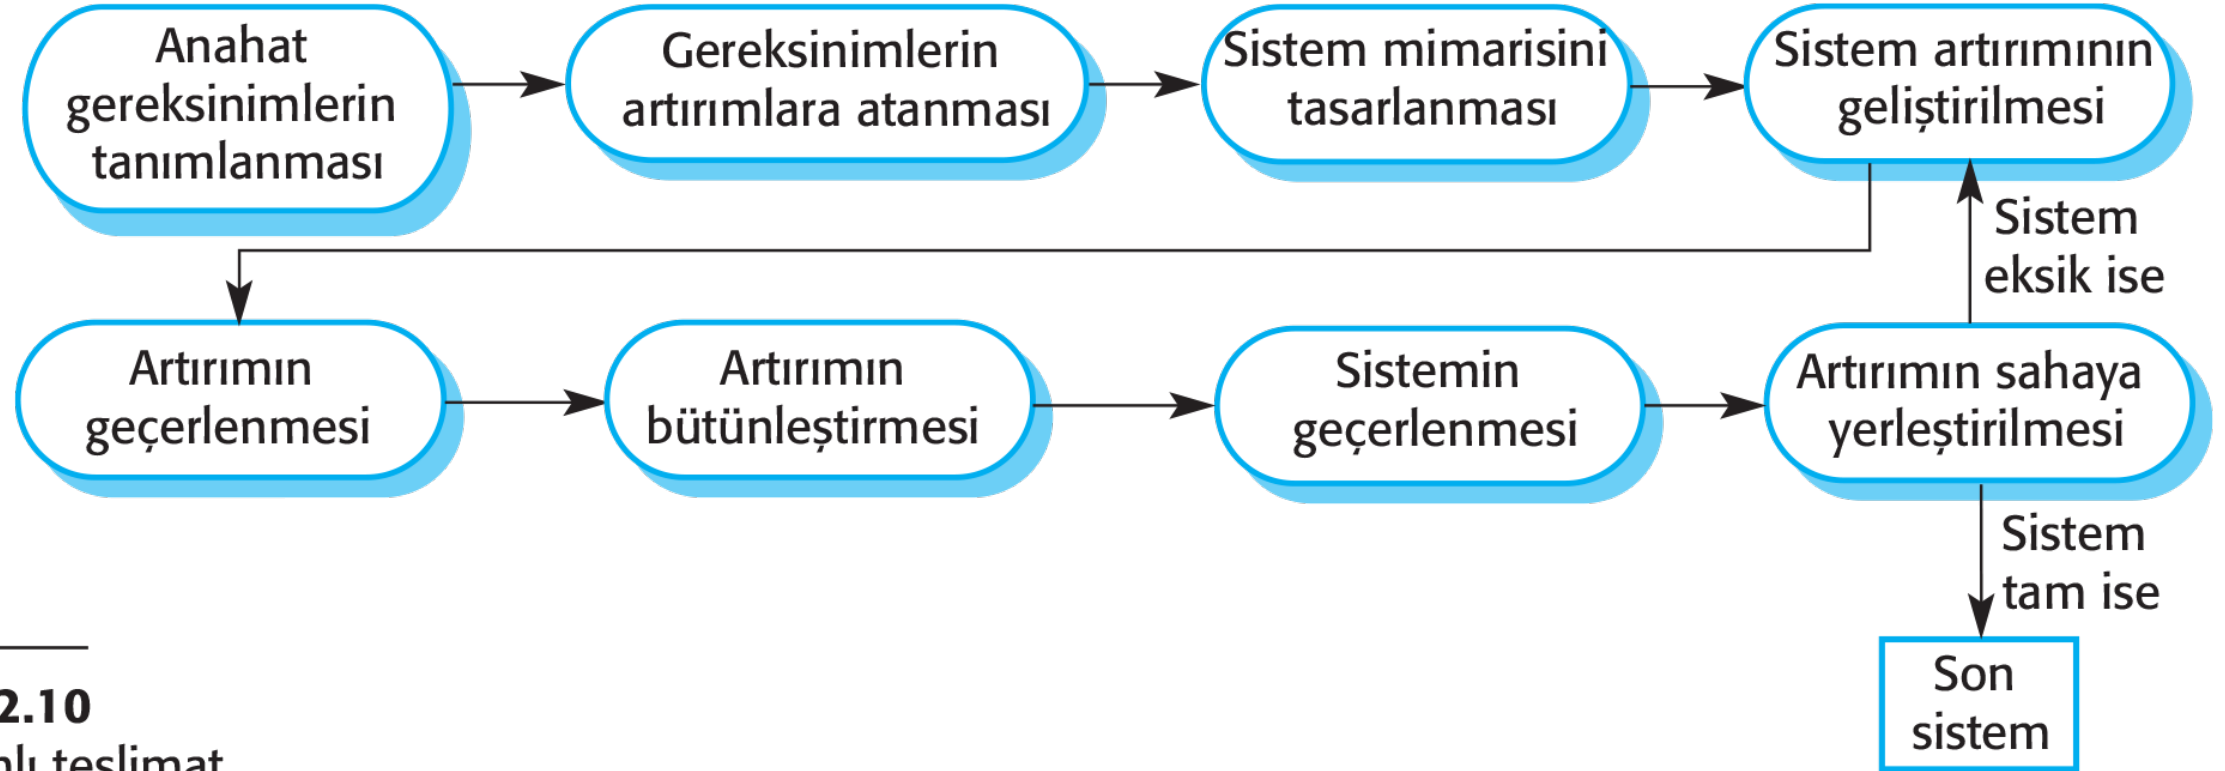 Anahat
gereksinimlerin
tanımlanması
Gereksinimlerin
artırımlara atanması
Sistem mimarisini
tasarlanması
Sistem artırımının
geliştirilmesi
Sistem
eksik ise
Artırımın
geçerlenmesi
Artırımın
bütünleştirmesi
Sistemin
geçerlenmesi
Artırımın sahaya
yerleştirilmesi
Sistem
tam ise
Son
sistem
2.10
teslimat